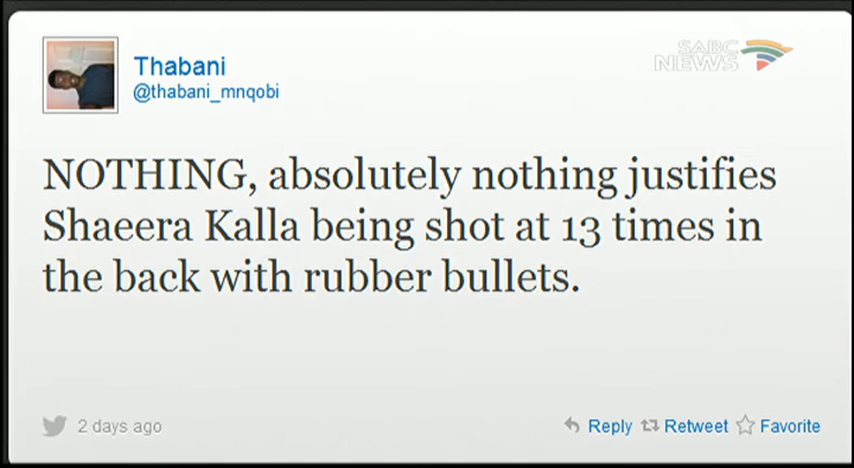 SABC
NEWS
Thabani
@thabani_mnqobi
NOTHING, absolutely nothing justifies
Shaeera Kalla being shot at 13 times in
the back with rubber bullets.
2 days ago
Reply Retweet Favorite